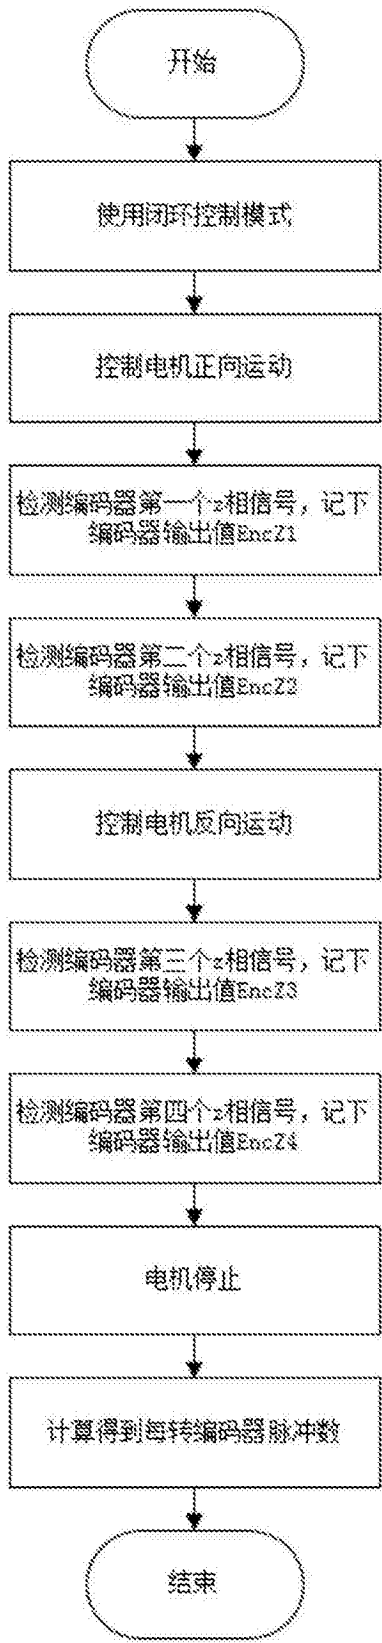 开始
使用闭环控制模式
控制电机正向运动
检测编码器第一个z相信号，记下
编码器输出值EncZ1
检测编码器第二个z相信号，记下
编码器输出值EncZ2
控制电机反向运动
检测编码器第三个z相信号，记下
编码器输出值EncZ3
检测编码器第四个z相信号，记下
编码器输出值EncZ4
电机停止
计算得到每转编码器脉冲数
结束